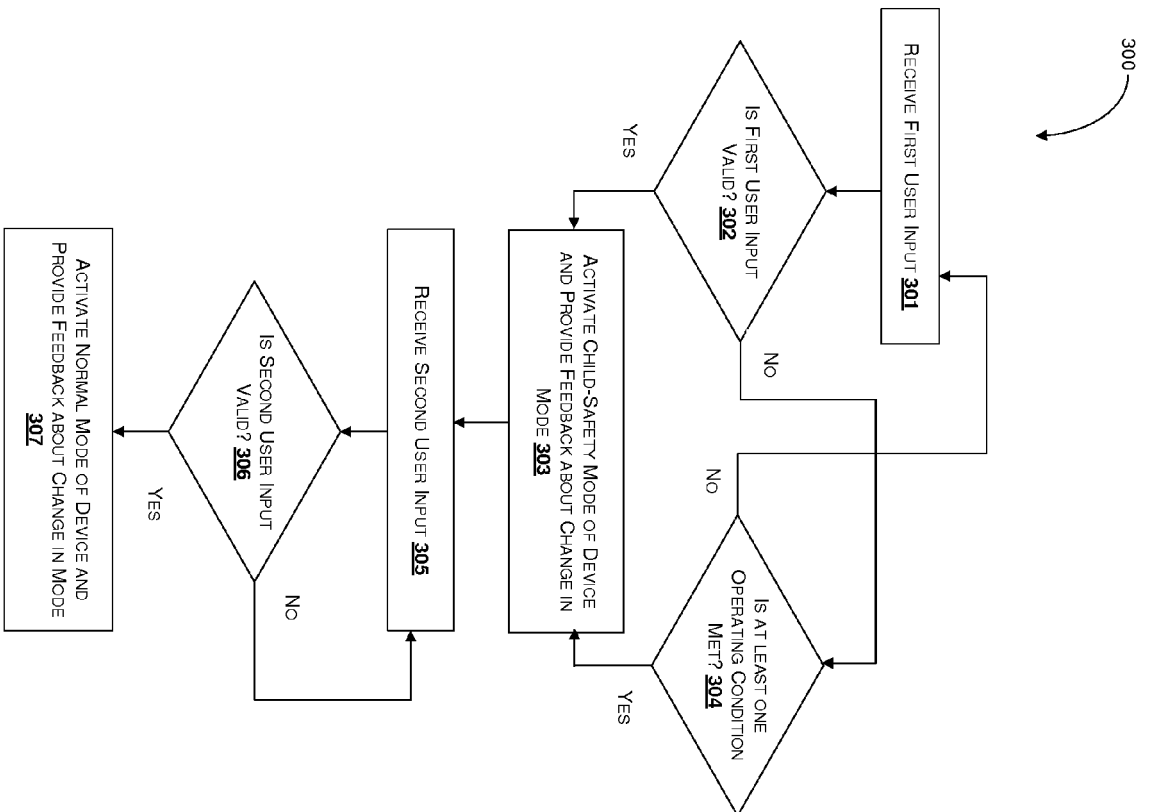 300
RECEIVE FIRST USER INPUT 301
IS FIRST USER INPUT
VALID? 302
YES
NO
IS AT LEAST ONE
OPERATING CONDITION
MET? 304
NO
YES
ACTIVATE CHILD-SAFETY MODE OF DEVICE
AND PROVIDE FEEDBACK ABOUT CHANGE IN
MODE 303
RECEIVE SECOND USER INPUT 305
IS SECOND USER INPUT
VALID? 306
NO
YES
ACTIVATE NORMAL MODE OF DEVICE AND
PROVIDE FEEDBACK ABOUT CHANGE IN MODE
307